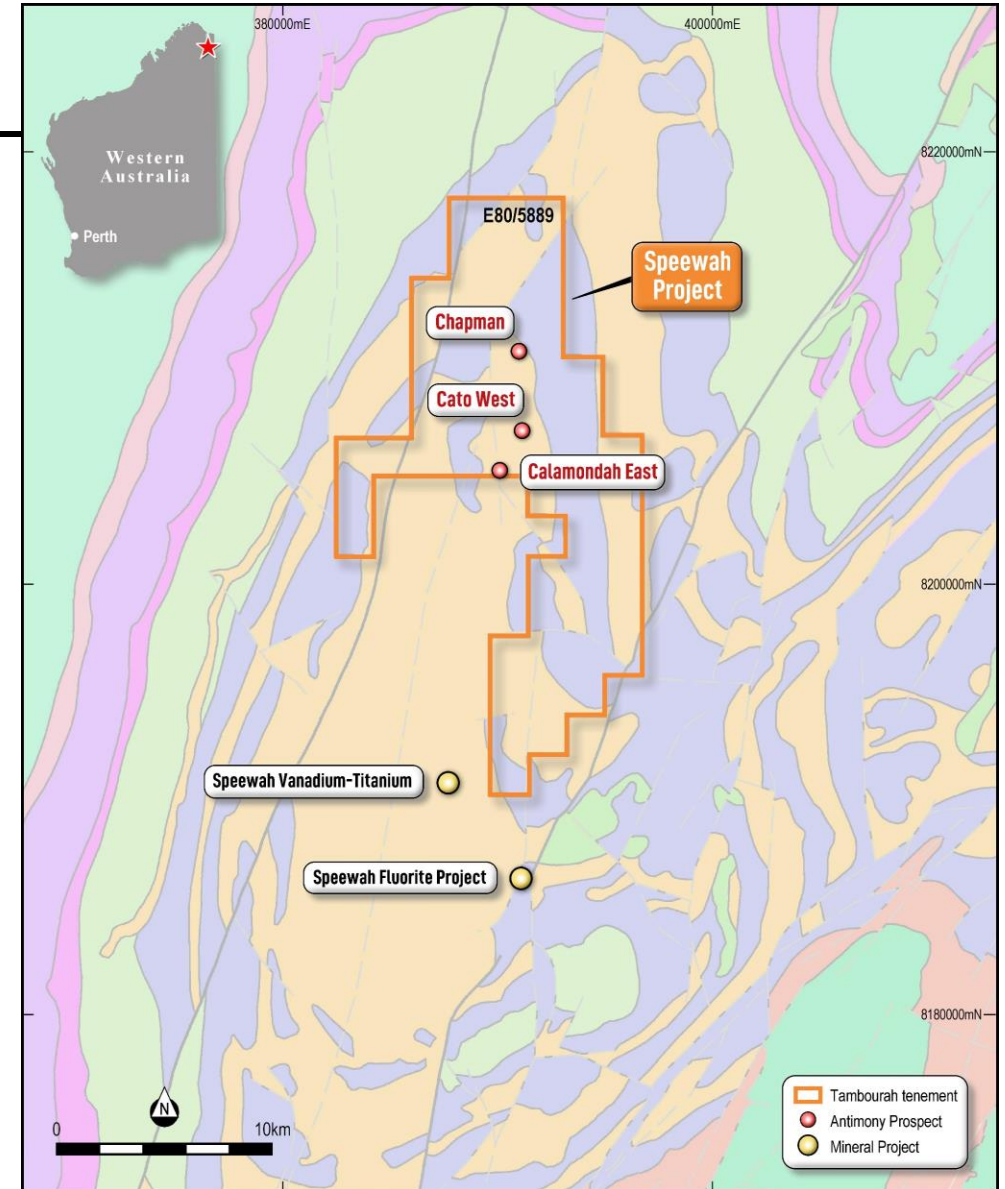 380000mE
400000mE
Western
Australia
Perth
8220000mN
E80/5889
Speewah
Project
Chapman
Cato West
Calamondah East
8200000mN
Speewah Vanadium-Titanium
Speewah Fluorite Project
8180000mN
N
0
10km
Tambourah tenement
Antimony Prospect
Mineral Project